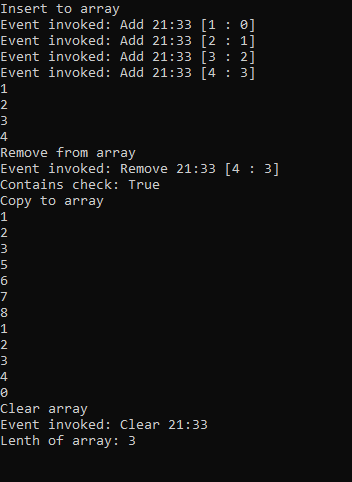 Insert to array
Event invoked: Add 21:33 [1 : 0]
Event invoked: Add 21:33 [2 : 1]
Event invoked: Add 21:33 [3 : 2]
Event invoked: Add 21:33 [4 : 3]
1
2
3
4
Remove from array
Event invoked: Remove 21:33 [4 : 3]
Contains check: True
Copy to array
1
2
3
5
6
7
8
1
2
3
4
0
Clear array
Event invoked: Clear 21:33
Lenth of array: 3